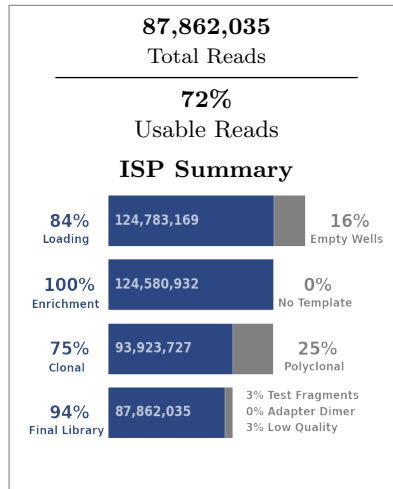 87,862,035
Total Reads
72%
Usable Reads
ISP Summary
84%
Loading
124,783,169
16%
Empty Wells
100%
Enrichment
124,580,932
0%
No Template
75%
Clonal
93,923,727
25%
Polyclonal
94%
Final Library
87,862,035
3% Test Fragments
0% Adapter Dimer
3% Low Quality